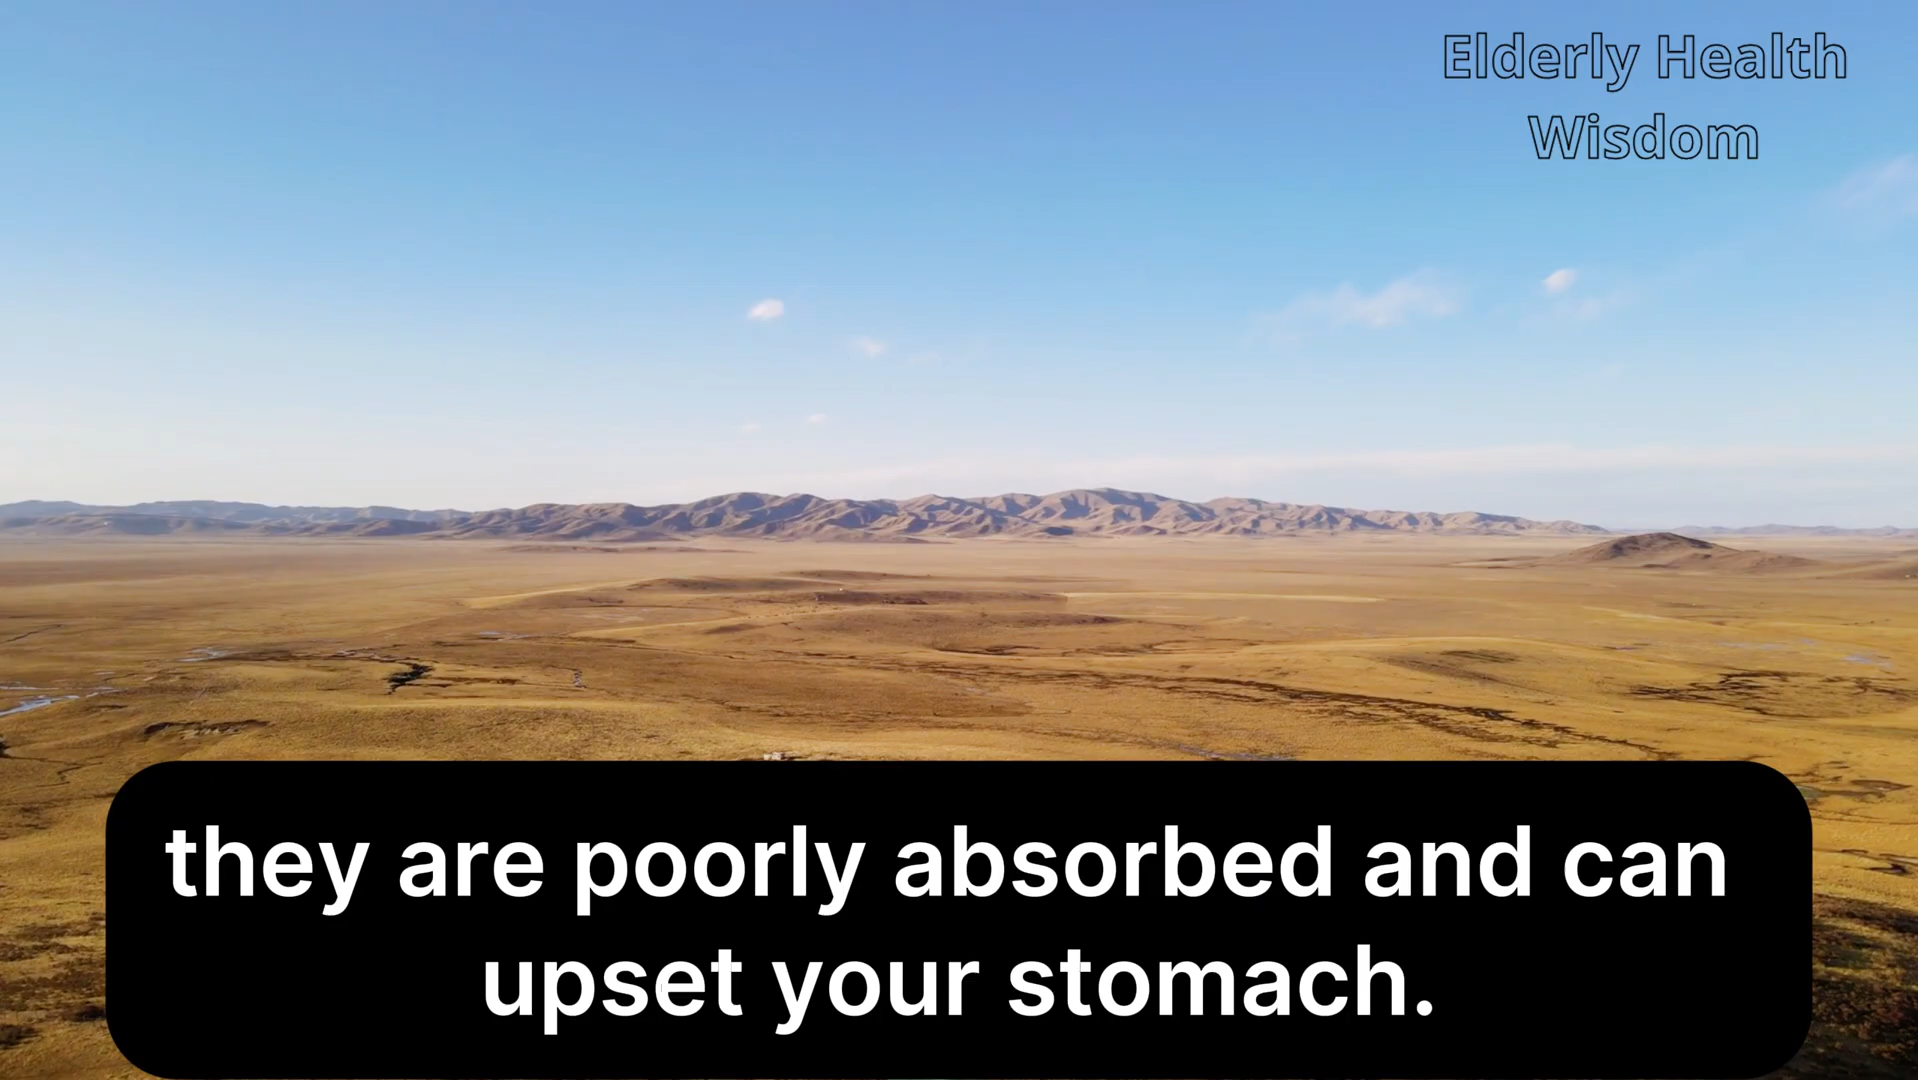 Elderly Health
Wisdom
they are poorly absorbed and can
upset your stomach.